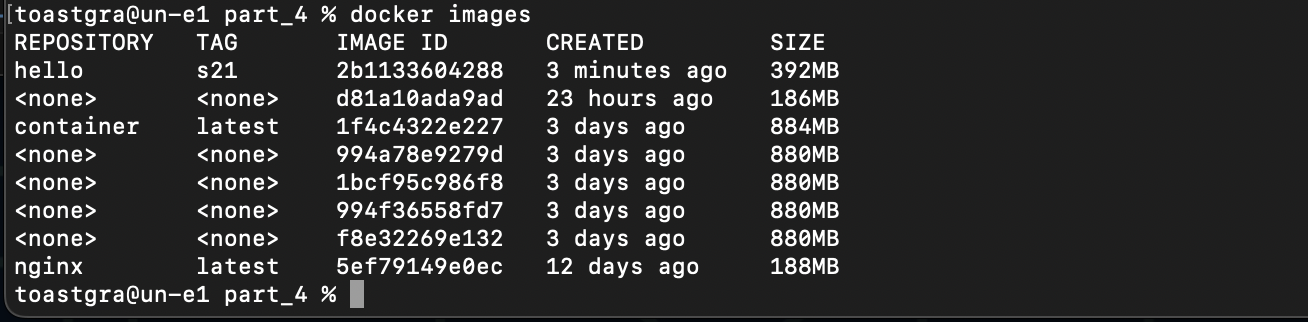 [toastgra@un-e1 part_4 % docker images
REPOSITORY TAG IMAGE ID CREATED SIZE
hello s21 2b1133604288 3 minutes ago 392MB
<none> <none> d81a10ada9ad 23 hours ago 186MB
container latest 1f4c4322e227 3 days ago 884MB
<none> <none> 994a78e9279d 3 days ago 880MB
<none> <none> 1bcf95c986f8 3 days ago 880MB
<none> <none> 994f36558fd7 3 days ago 880MB
<none> <none> f8e32269e132 3 days ago 880MB
nginx latest 5ef79149e0ec 12 days ago 188MB
toastgra@un-e1 part_4 %